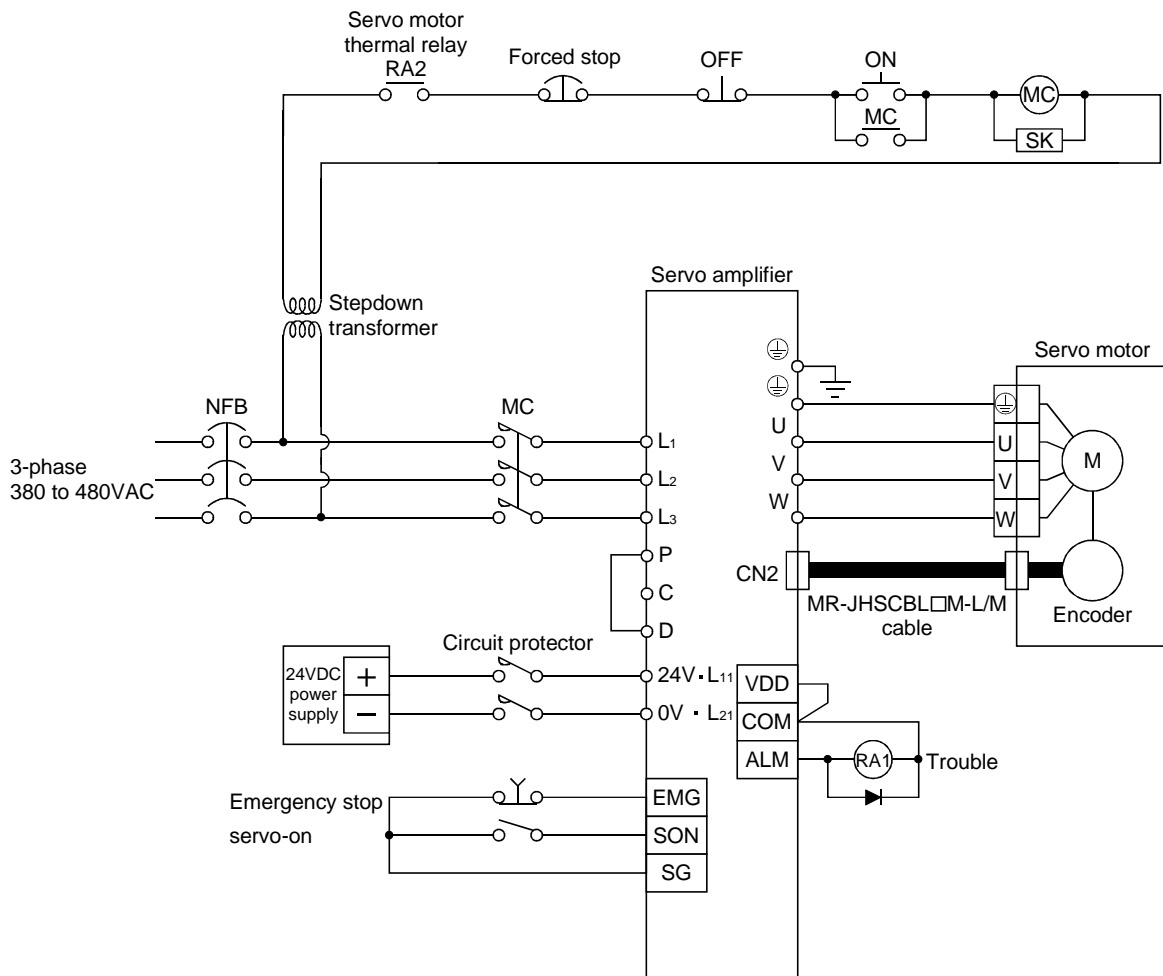 Servo motor
thermal relay
RA2
Forced stop
OFF
ON
MC
MC
SK
Stepdown
transformer
Servo amplifier
Servo motor
NFB
MC
3-phase
380 to 480VAC
L1
L2
L3
P
C
D
U
V
W
U
V
W
M
CN2
MR-JHSCBL□M-L/M
cable
Encoder
Circuit protector
24VDC
power
supply
+
−
24V · L11
0V · L21
VDD
COM
ALM
RA1
Trouble
Emergency stop
servo-on
EMG
SON
SG